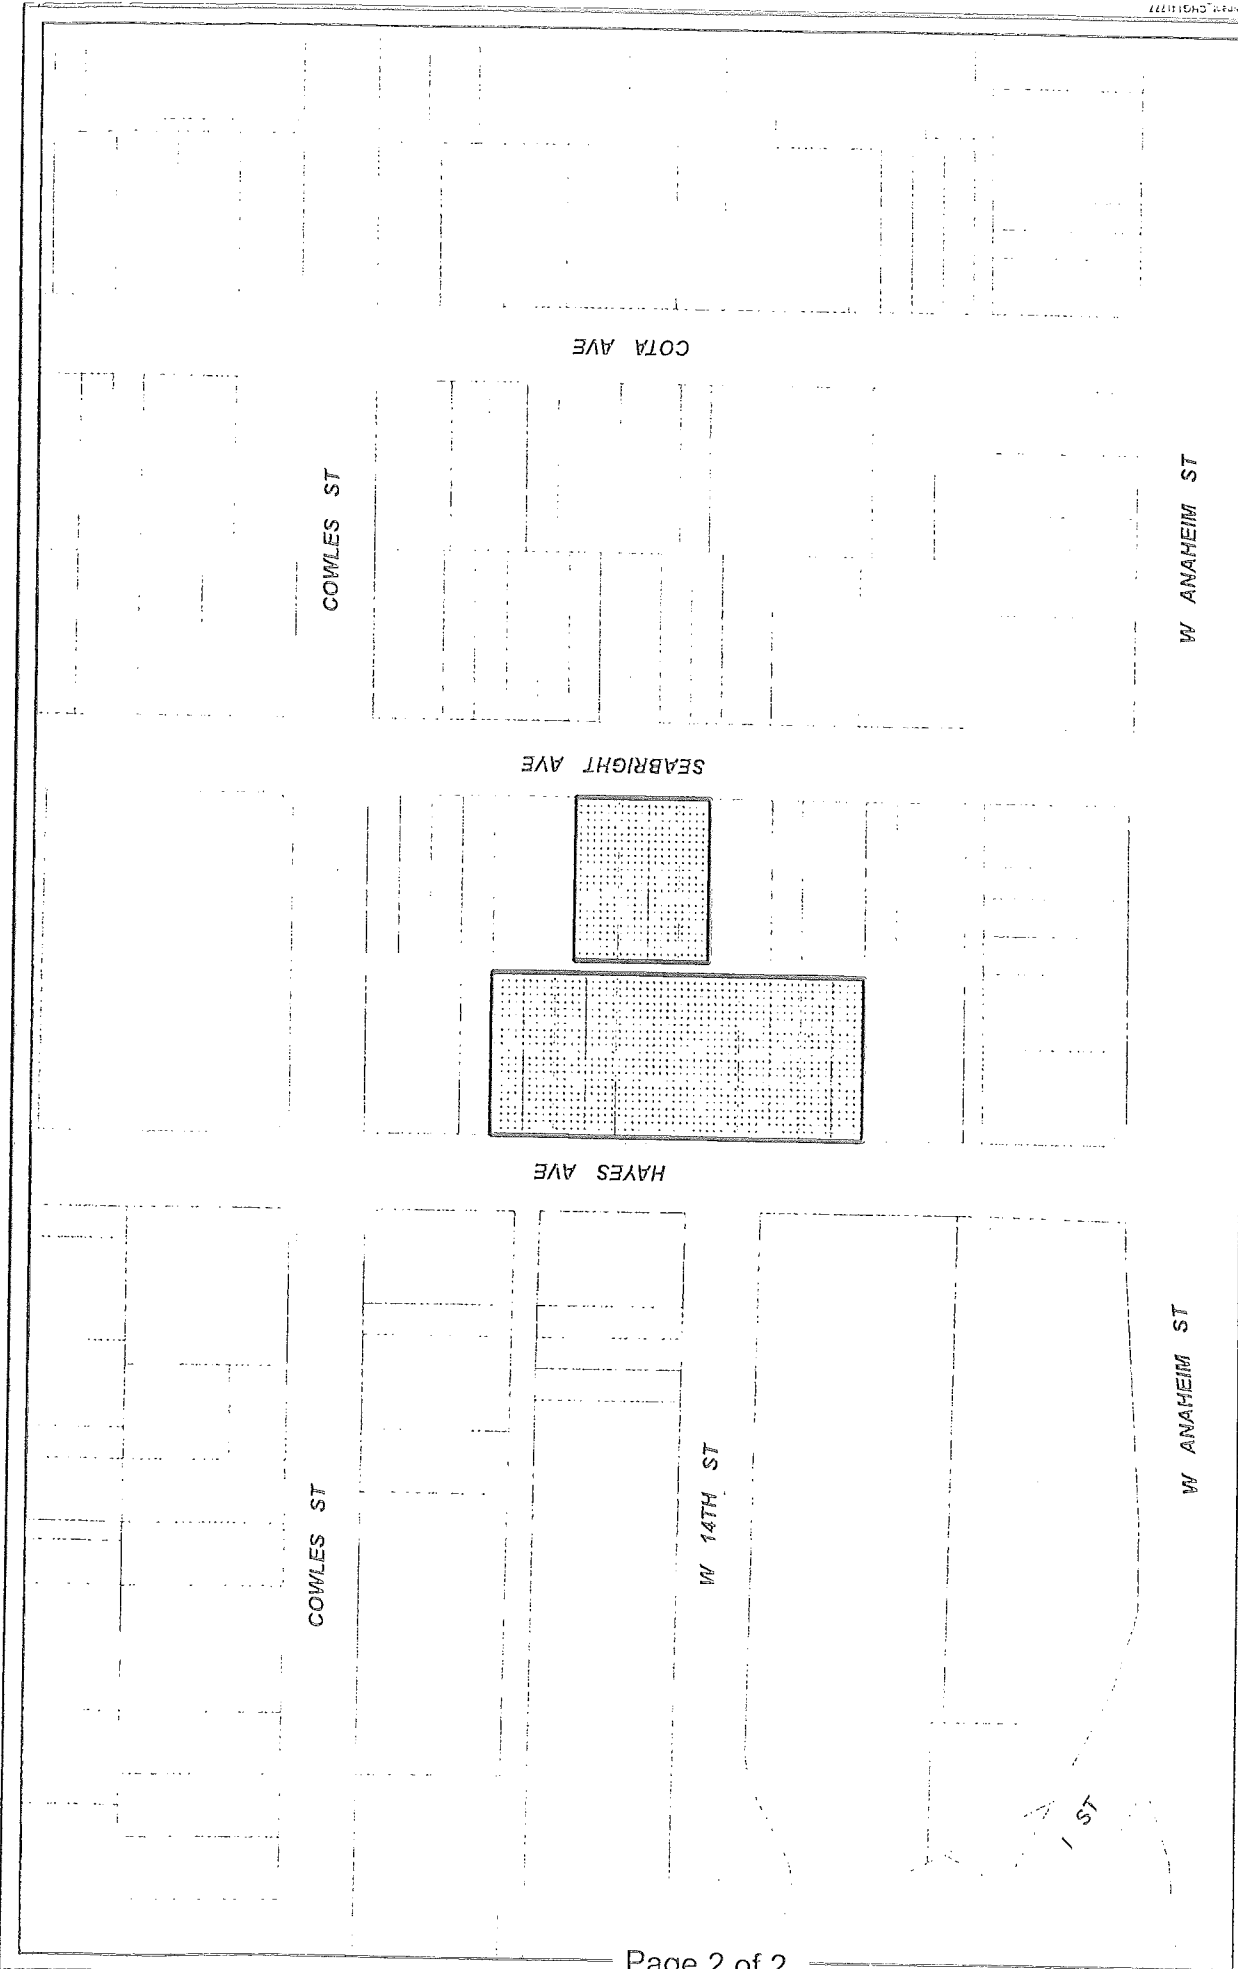 COTA AVE
COWLES ST
W ANAHEIM ST
SEABRIGHT AVE
HAYES AVE
W ANAHEIM ST
W 14TH ST
COWLES ST
I ST
Page 2 of 2